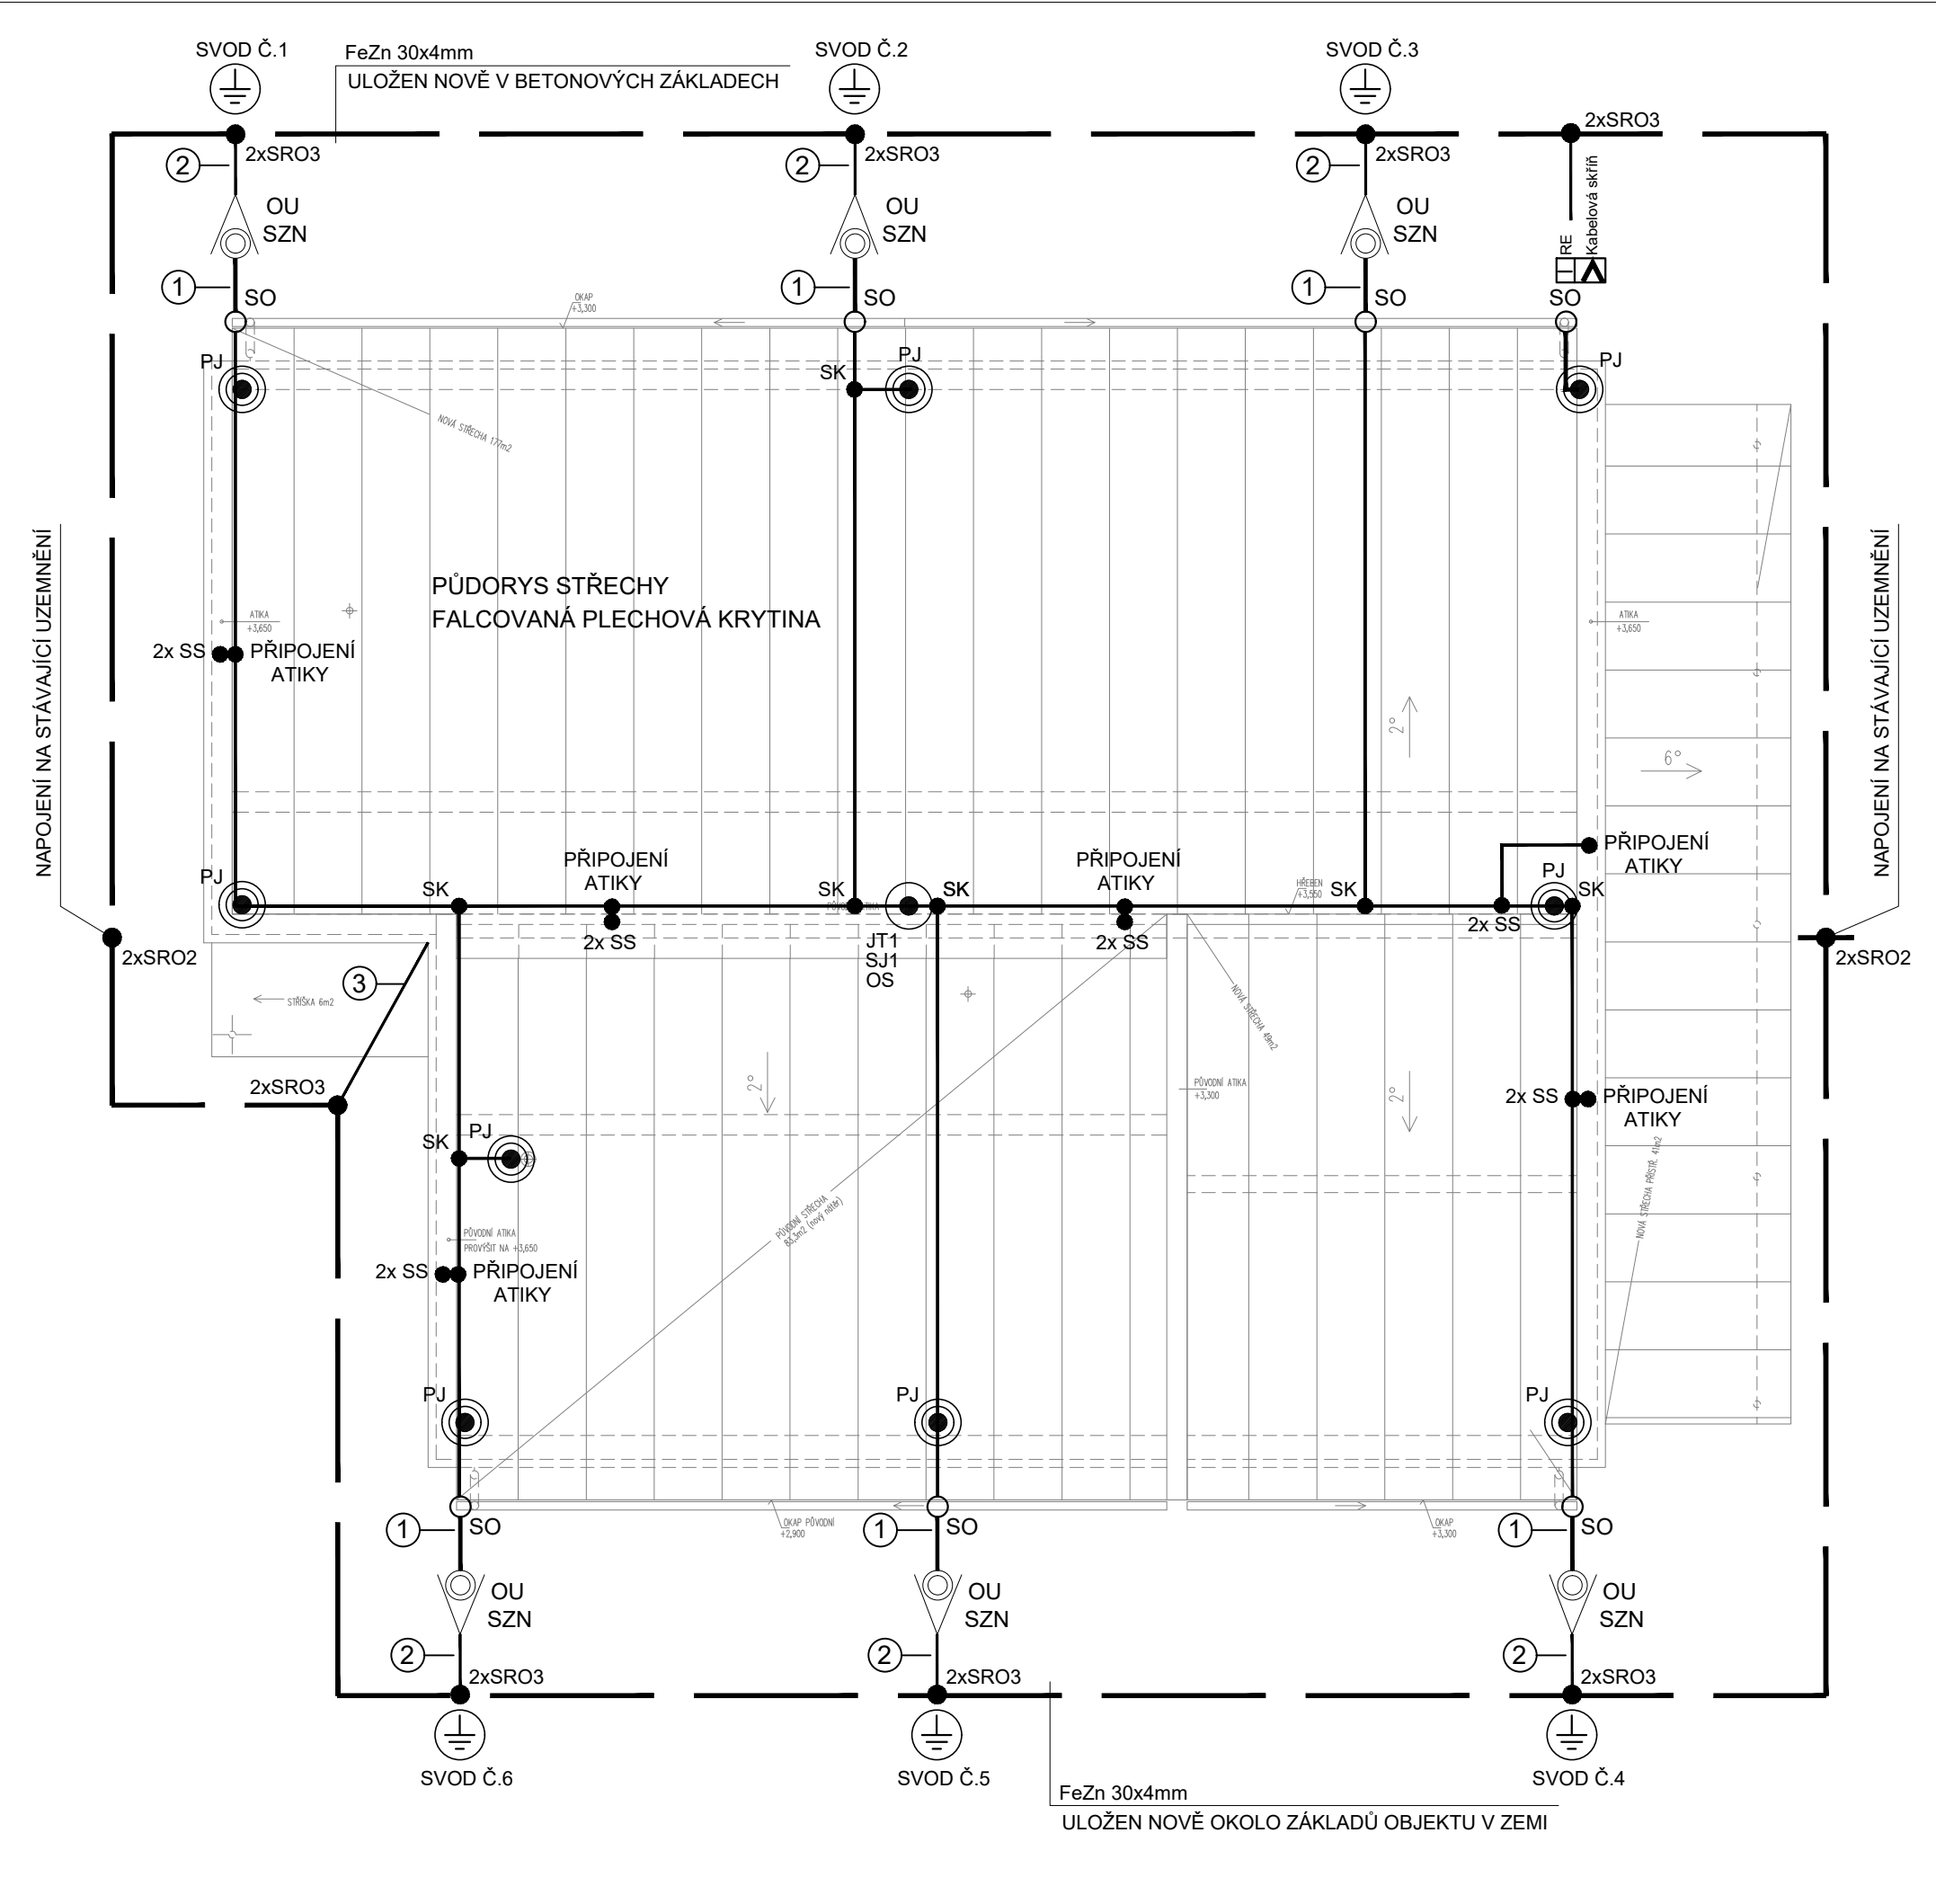 SVOD Č.1
FeZn 30x4mm
ULOŽEN NOVĚ V BETONOVÝCH ZÁKLADECH
SVOD Č.2
SVOD Č.3
2xSRO3
2xSRO3
2xSRO3
2xSRO3
2
2
2
OU
SZN
OU
SZN
OU
SZN
RE
Kabelová skříň
1
SO
1
SO
1
SO
SO
OKAP
+3,300
PJ
SK
PJ
PJ
NOVÁ STŘECHA 177m2
NAPOJENÍ NA STÁVAJÍCÍ UZEMNĚNÍ
NAPOJENÍ NA STÁVAJÍCÍ UZEMNĚNÍ
PŮDORYS STŘECHY
FALCOVANÁ PLECHOVÁ KRYTINA
ATIKA
+3,650
ATIKA
+3,650
2x SS
PŘIPOJENÍ
ATIKY
2°
6°
PJ
SK
PŘIPOJENÍ
ATIKY
2x SS
SK
SK
JT1
SJ1
OS
PŘIPOJENÍ
ATIKY
2x SS
HŘEBEN
+3,550
SK
PJ
SK
2x SS
PŘIPOJENÍ
ATIKY
2xSRO2
2xSRO2
3
STŘÍŠKA 6m2
NOVÁ STŘECHA 49m2
2xSRO3
2°
PŮVODNÍ ATIKA
+3,300
2°
2x SS
PŘIPOJENÍ
ATIKY
SK
PJ
NOVÁ STŘECHA PŘÍSTŘ. 41m2
PŮVODNÍ STŘECHA
83,3m2 (nový nátěr)
PŮVODNÍ ATIKA
PROVÝŠIT NA +3,650
2x SS
PŘIPOJENÍ
ATIKY
PJ
PJ
PJ
1
SO
OKAP PŮVODNÍ
+2,900
1
SO
OKAP
+3,300
1
SO
OU
SZN
OU
SZN
OU
SZN
2
2
2
2xSRO3
2xSRO3
2xSRO3
SVOD Č.6
SVOD Č.5
SVOD Č.4
FeZn 30x4mm
ULOŽEN NOVĚ OKOLO ZÁKLADŮ OBJEKTU V ZEMI